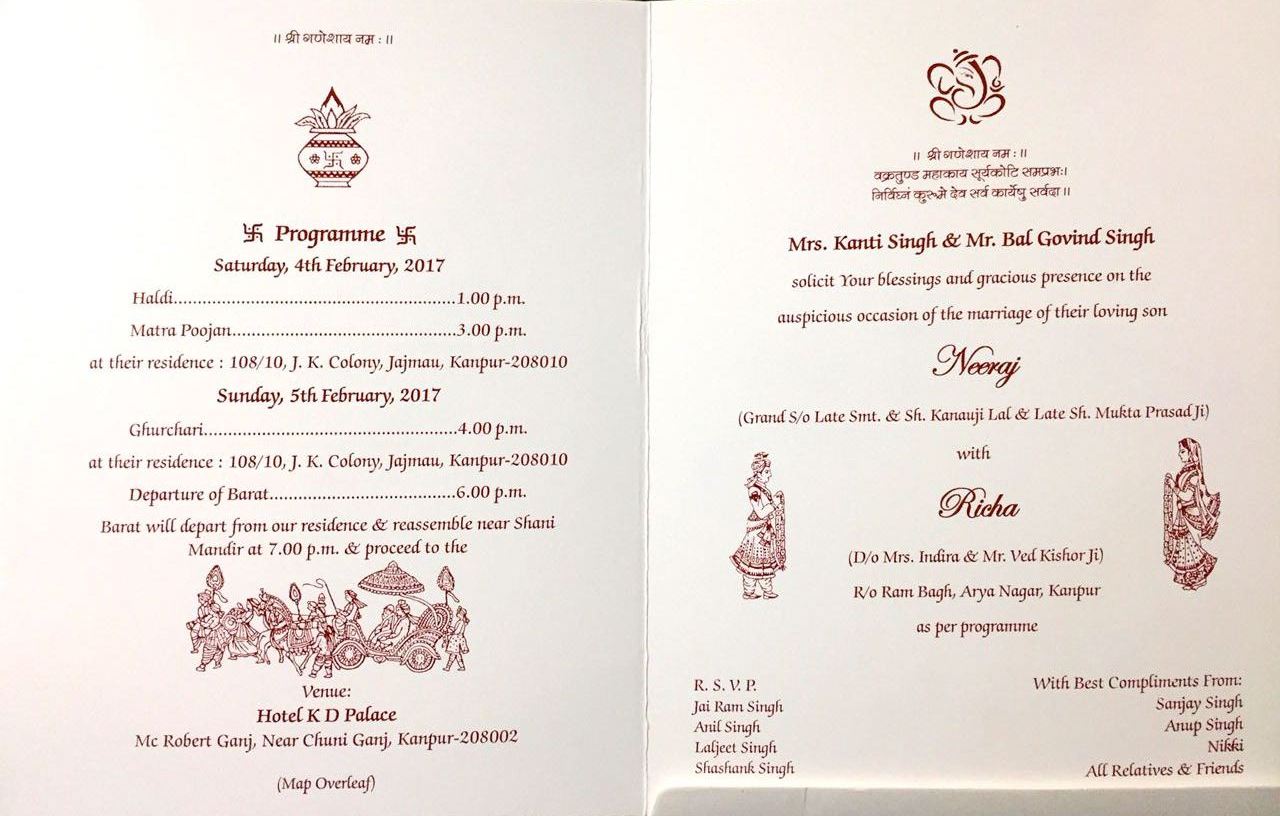 ॥ श्री गणेशाय नम : ॥
Programme
Saturday, 4th February, 2017
Haldi............................................................1.00 p.m.
Matra Poojan...............................................3.00 p.m.
at their residence : 108/10, J. K. Colony, Jajmau, Kanpur-208010
Sunday, 5th February, 2017
Ghurchari.....................................................4.00 p.m.
at their residence : 108/10, J. K. Colony, Jajmau, Kanpur-208010
Departure of Barat.......................................6.00 p.m.
Barat will depart from our residence & reassemble near Shani
Mandir at 7.00 p.m. & proceed to the
Venue:
Hotel K D Palace
Mc Robert Ganj, Near Chuni Ganj, Kanpur-208002
(Map Overleaf)
॥ श्री गणेशाय नम : ॥
वक्रतुण्ड महाकाय सूर्यकोटि समप्रभः।
निर्विघ्नं कुरूमे देव सर्व कार्येषु सर्वदा॥
Mrs. Kanti Singh & Mr. Bal Govind Singh
solicit Your blessings and gracious presence on the
auspicious occasion of the marriage of their loving son
Neeraj
(Grand S/o Late Smt. & Sh. Kanauji Lal & Late Sh. Mukta Prasad Ji)
with
Richa
(D/o Mrs. Indira & Mr. Ved Kishor Ji)
R/o Ram Bagh, Arya Nagar, Kanpur
as per programme
R. S. V. P.
Jai Ram Singh
Anil Singh
Laljeet Singh
Shashank Singh
With Best Compliments From:
Sanjay Singh
Anup Singh
Nikki
All Relatives & Friends